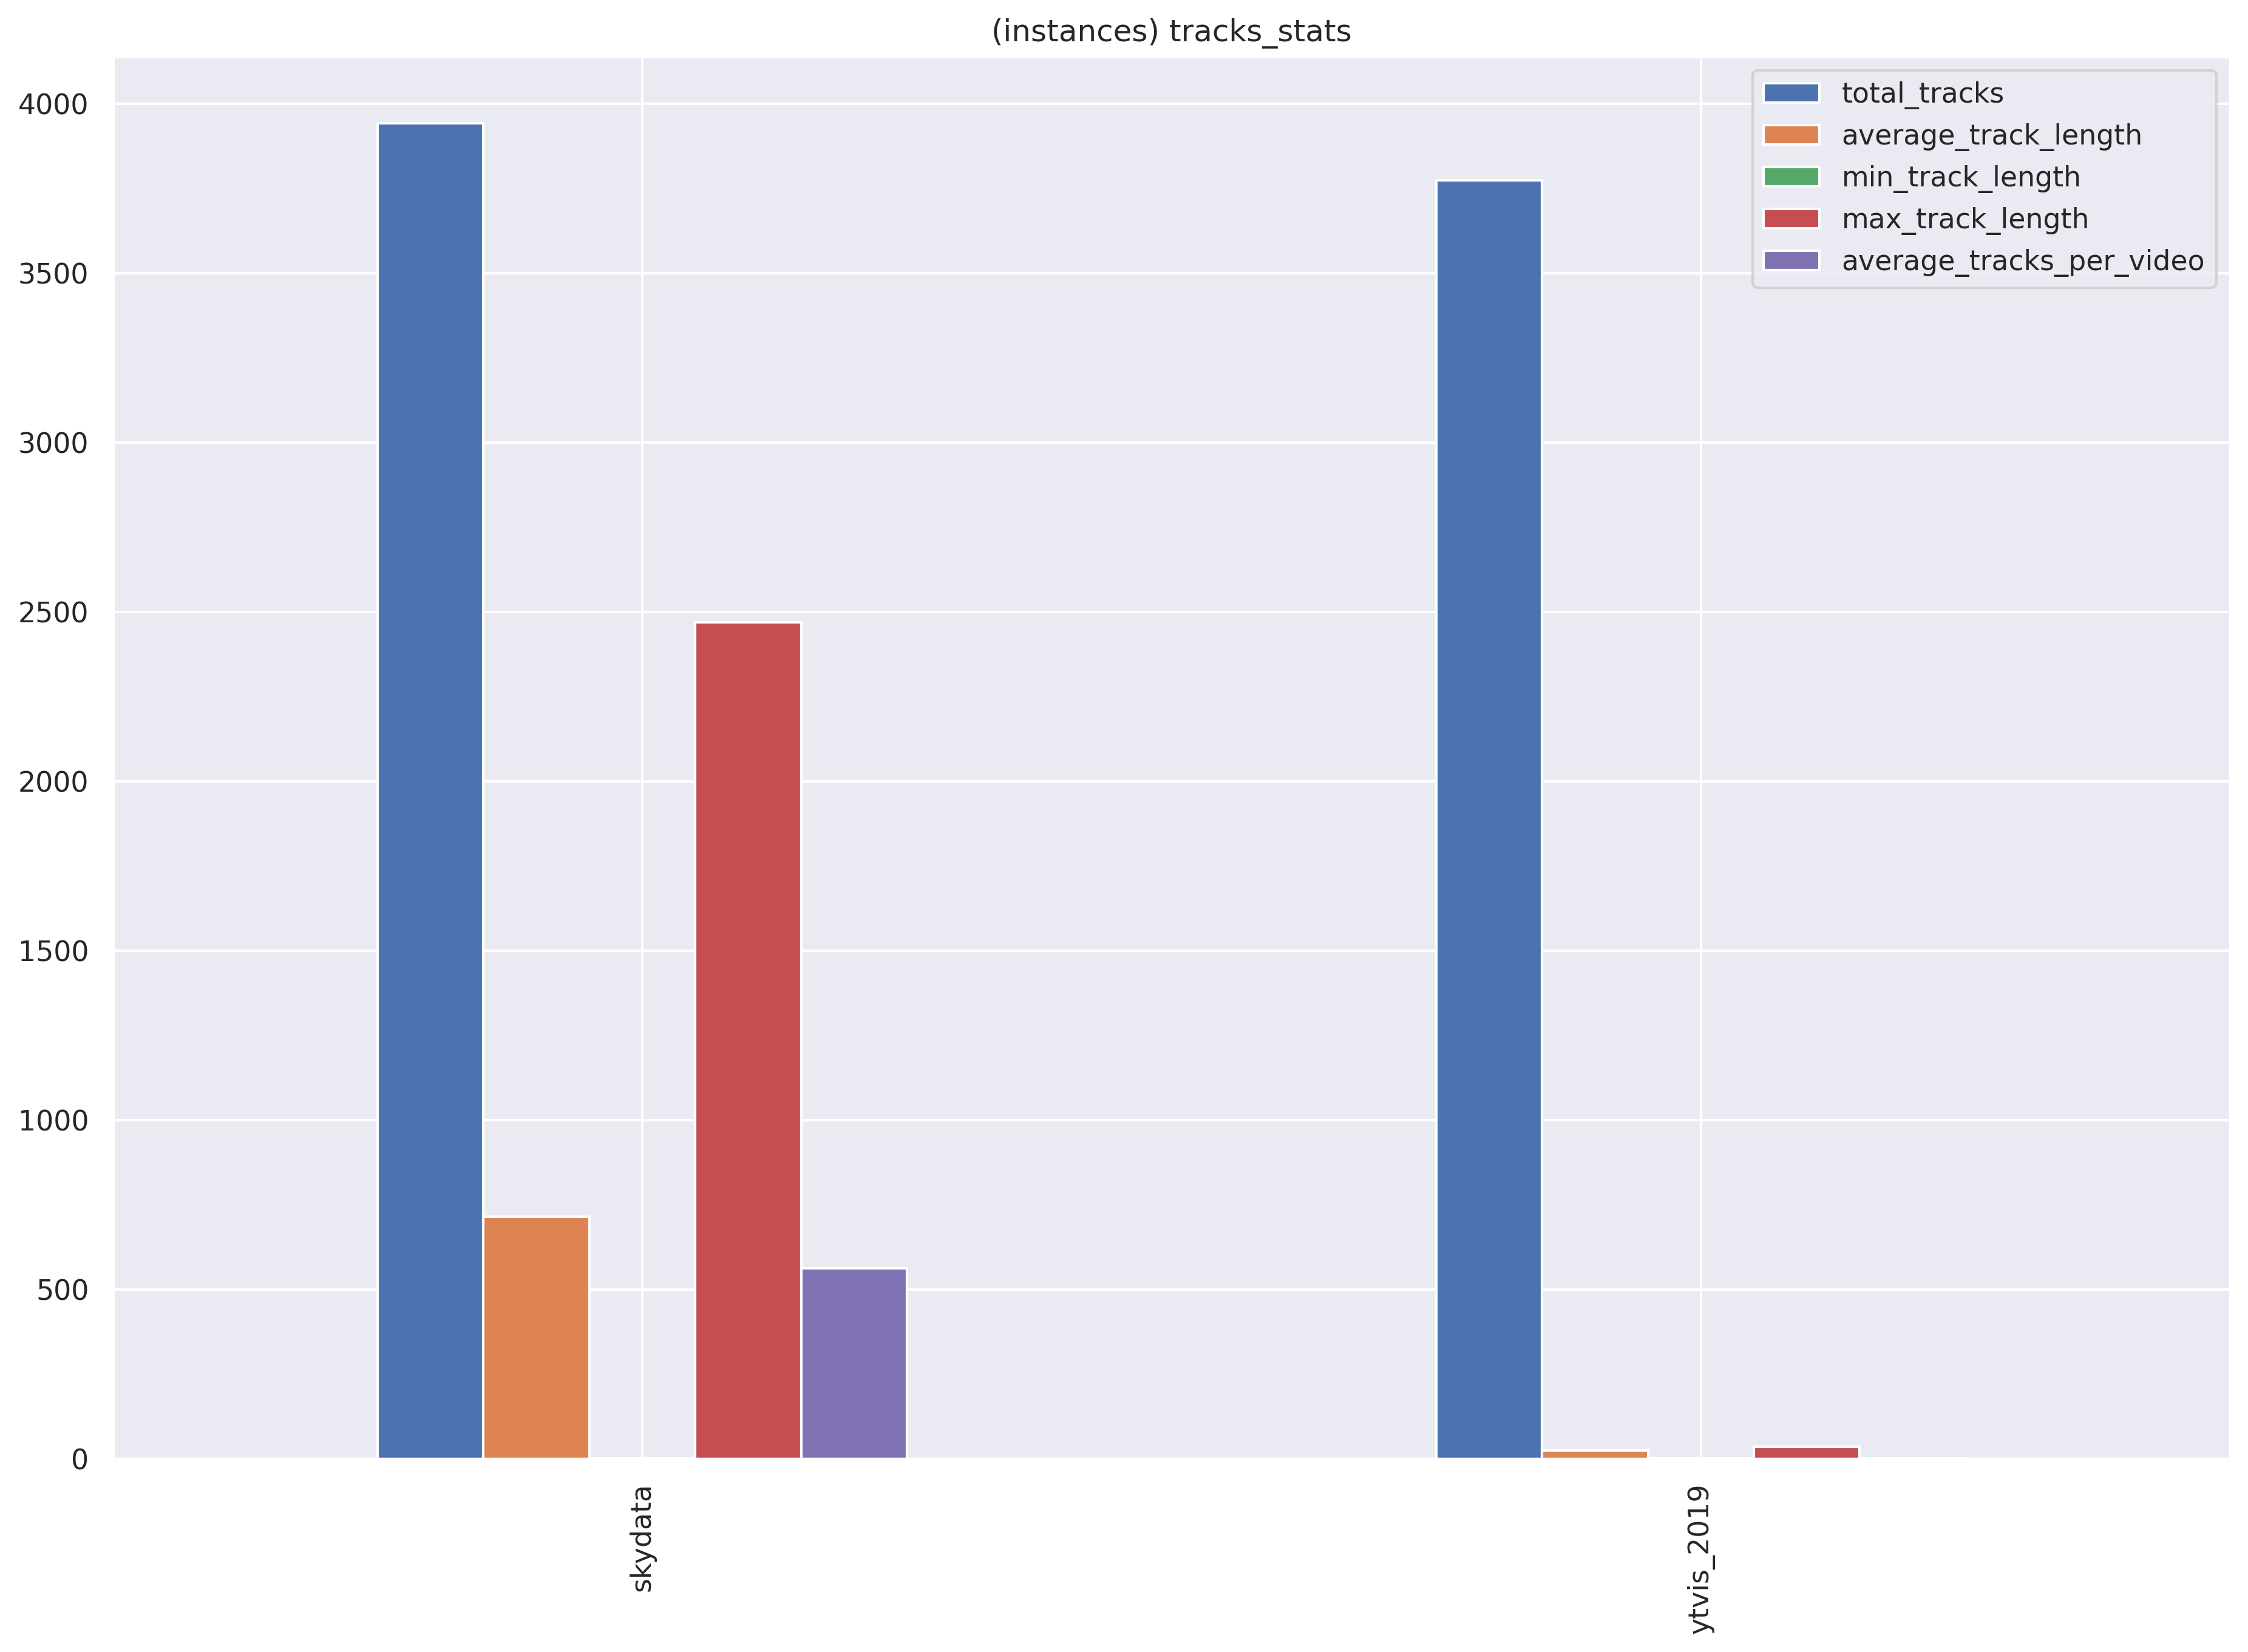 (instances) tracks_stats
4000
3500
3000
2500
2000
1500
1000
500
0
total_tracks
average_track_length
min_track_length
max_track_length
average_tracks_per_video
skydata
ytvis_2019